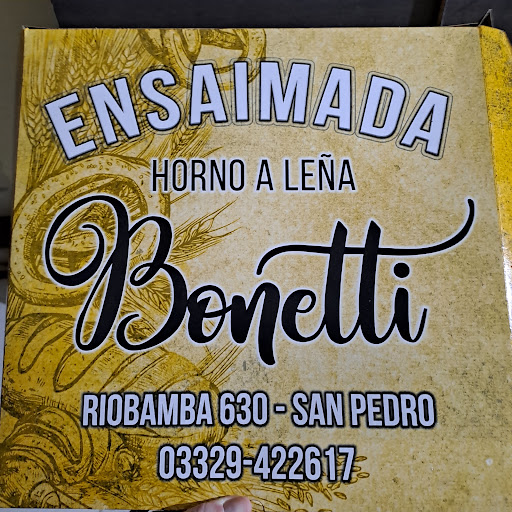 ENSAIMADA
HORNO A LEÑA
Bonetti
RIOBAMBA 630 - SAN PEDRO
03329-422617